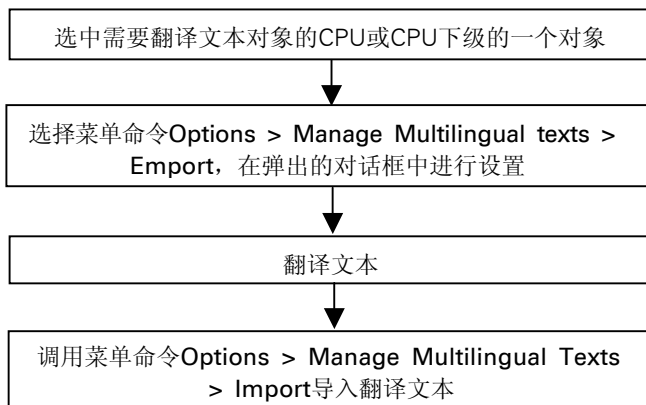 选中需要翻译文本对象的CPU或CPU下级的一个对象
选择菜单命令Options > Manage Multilingual texts >
Emport，在弹出的对话框中进行设置
翻译文本
调用菜单命令Options > Manage Multilingual Texts
> Import导入翻译文本